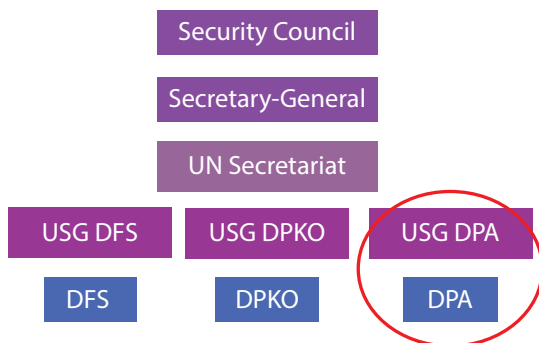 Security Council
Secretary-General
UN Secretariat
USG DFS
USG DPKO
USG DPA
DFS
DPKO
DPA